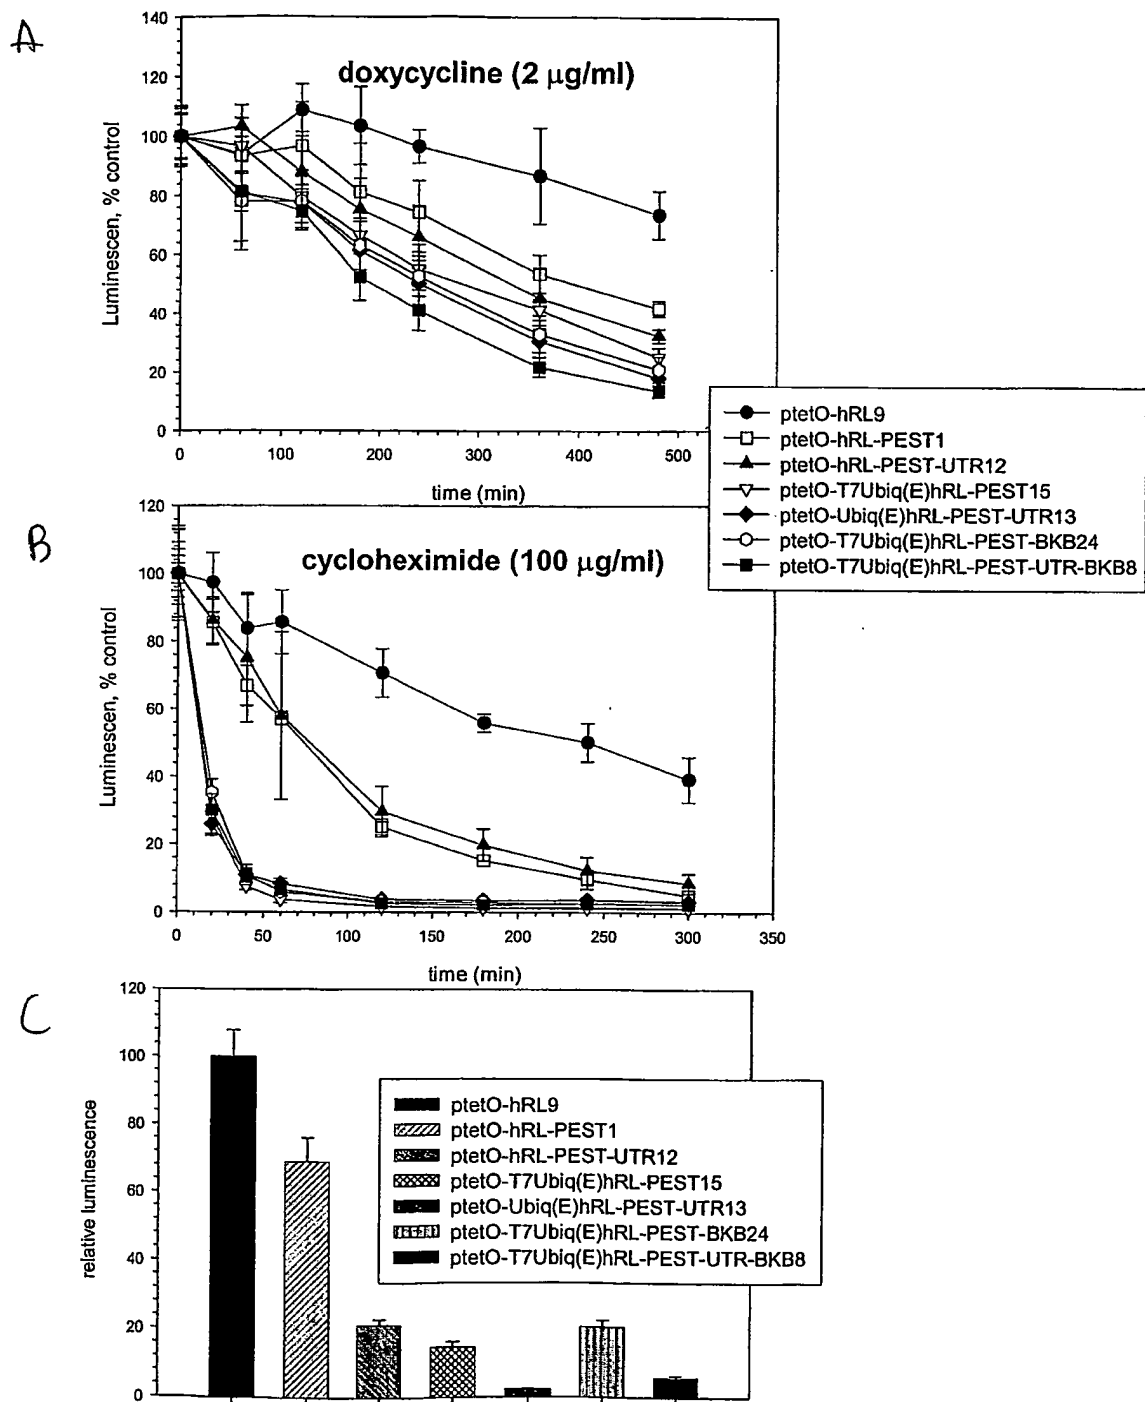 A
140
120
100
80
60
40
20
0
doxycycline (2 μg/ml)
Luminescen, % control
0 100 200 300 400 500
time (min)
ptetO-hRL9
ptetO-hRL-PEST1
ptetO-hRL-PEST-UTR12
ptetO-T7Ubiq(E)hRL-PEST15
ptetO-Ubiq(E)hRL-PEST-UTR13
ptetO-T7Ubiq(E)hRL-PEST-BKB24
ptetO-T7Ubiq(E)hRL-PEST-UTR-BKB8
B
120
100
80
60
40
20
0
cycloheximide (100 μg/ml)
Luminescen, % control
0 50 100 150 200 250 300 350
time (min)
C
120
100
80
60
40
20
0
relative luminescence
ptetO-hRL9
ptetO-hRL-PEST1
ptetO-hRL-PEST-UTR12
ptetO-T7Ubiq(E)hRL-PEST15
ptetO-Ubiq(E)hRL-PEST-UTR13
ptetO-T7Ubiq(E)hRL-PEST-BKB24
ptetO-T7Ubiq(E)hRL-PEST-UTR-BKB8